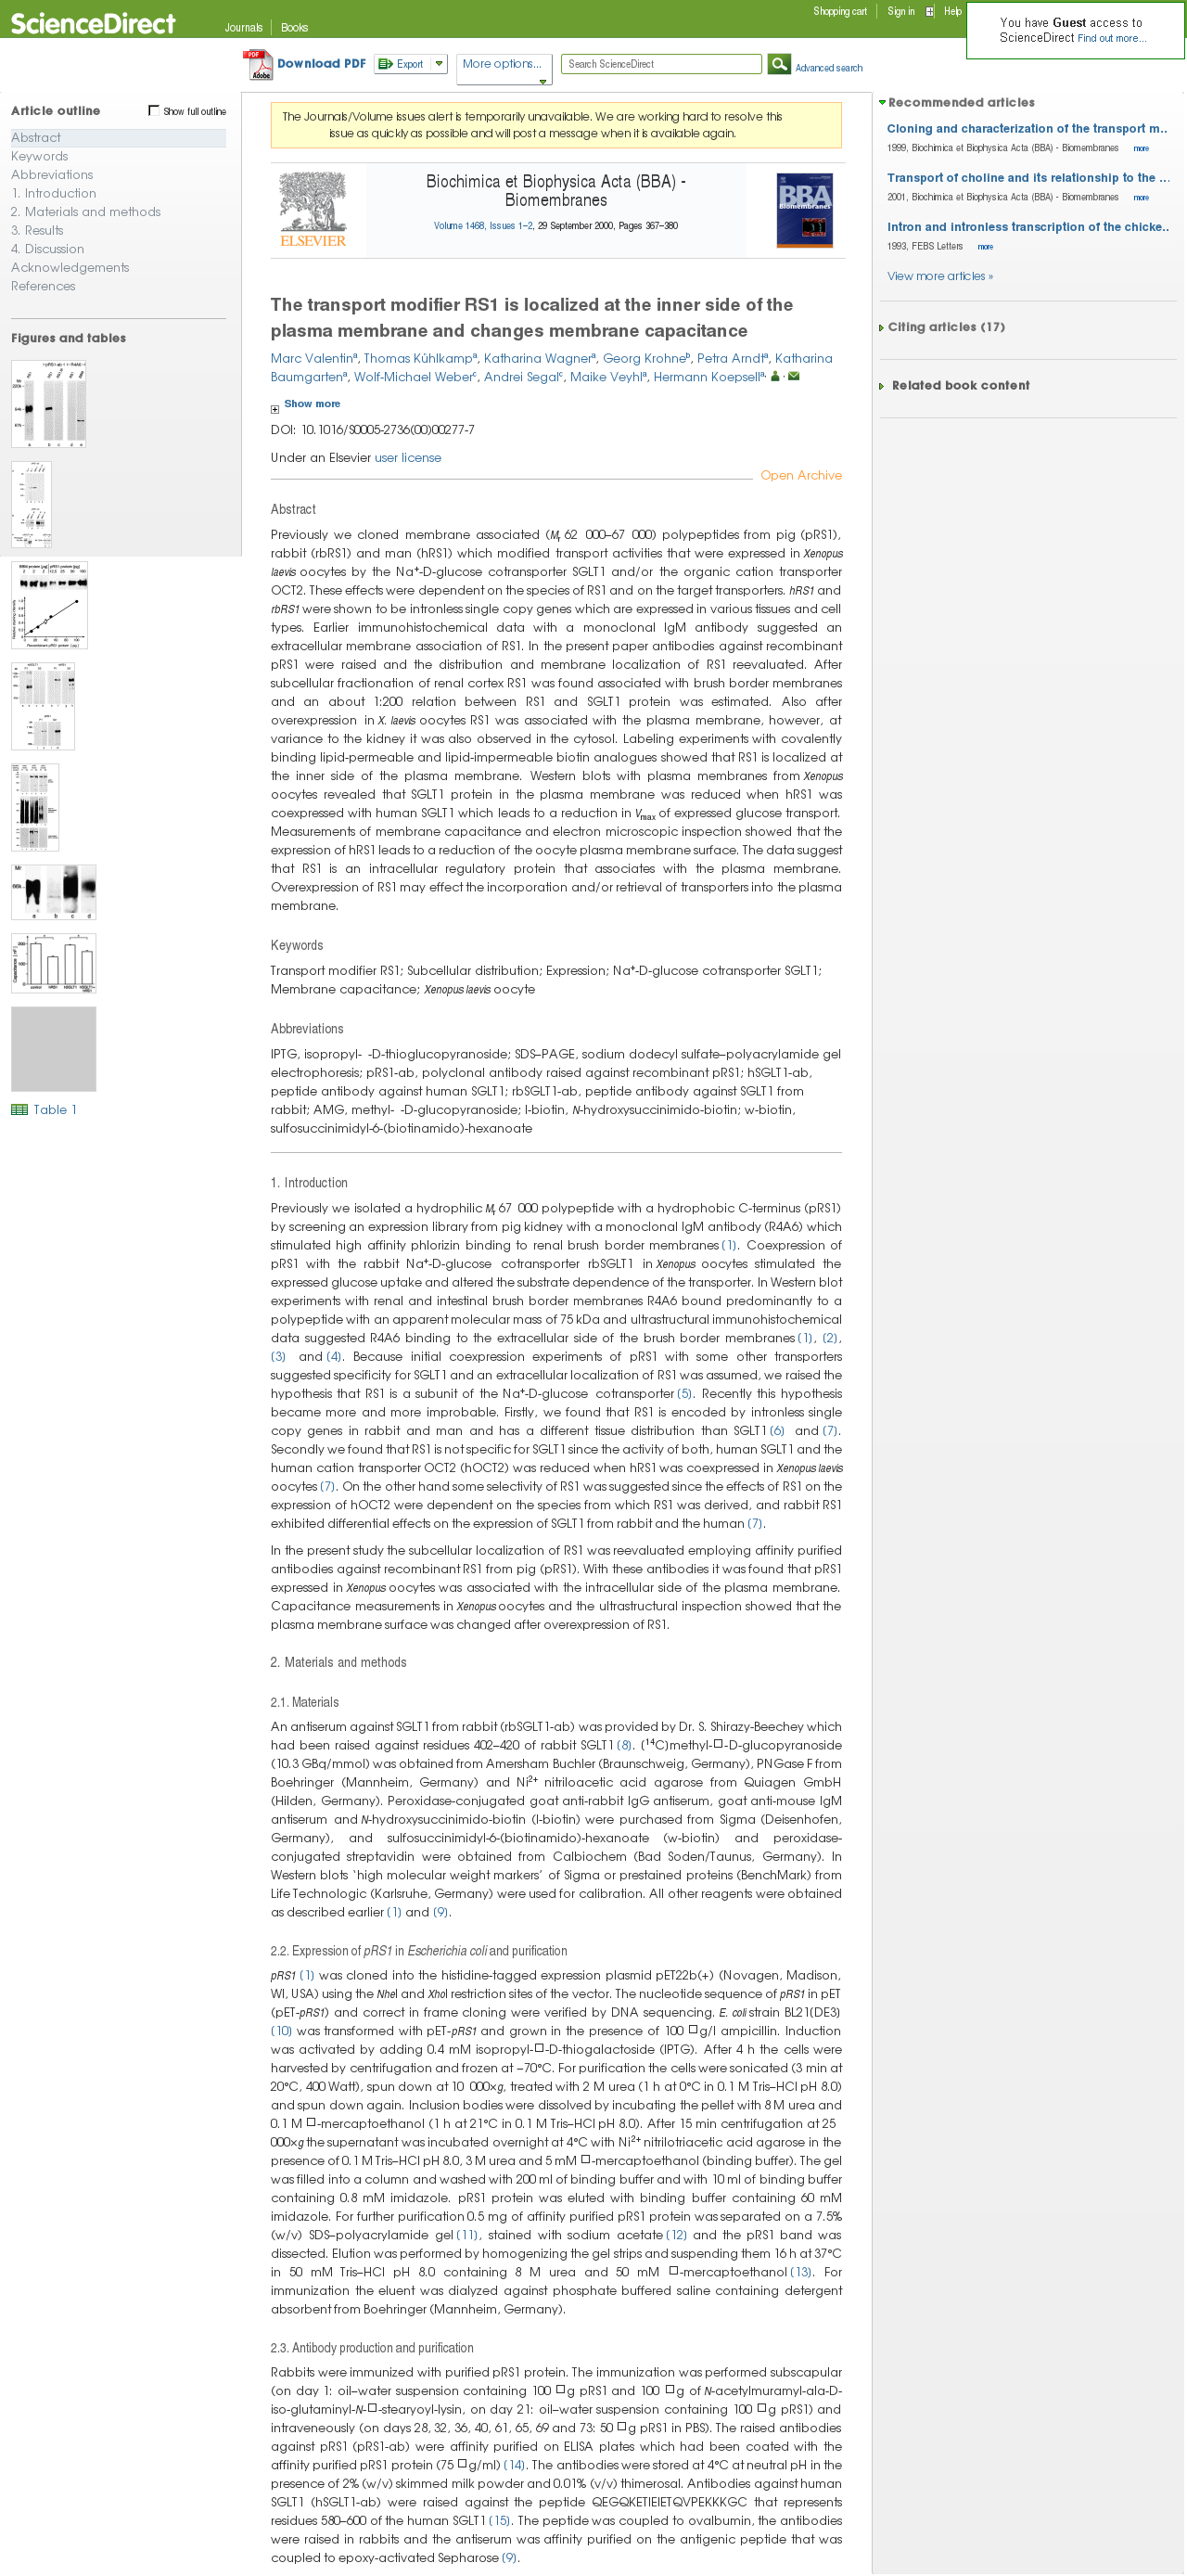 ScienceDirect
Journals
Books
Shopping cart
Sign in
Help
You have Guest access to
ScienceDirect Find out more...
Download PDF
Export
More options...
Search ScienceDirect
Advanced search
Article outline
Show full outline
Abstract
Keywords
Abbreviations
1. Introduction
2. Materials and methods
3. Results
4. Discussion
Acknowledgements
References
Figures and tables
Table 1
The Journals/Volume issues alert is temporarily unavailable. We are working hard to resolve this
issue as quickly as possible and will post a message when it is available again.
ELSEVIER
Biochimica et Biophysica Acta (BBA) -
Biomembranes
Volume 1468, Issues 1–2, 29 September 2000, Pages 367–380
BBA
Biomembranes
The transport modifier RS1 is localized at the inner side of the
plasma membrane and changes membrane capacitance
Marc Valentinᵃ, Thomas Kühlkampᵃ, Katharina Wagnerᵃ, Georg Krohneᵇ, Petra Arndtᵃ, Katharina
Baumgartenᵃ, Wolf-Michael Weberᶜ, Andrei Segalᶜ, Maike Veyhlᵃ, Hermann Koepsellᵃ,
Show more
DOI: 10.1016/S0005-2736(00)00277-7
Under an Elsevier user license
Open Archive
Abstract
Previously we cloned membrane associated (Mr 62 000–67 000) polypeptides from pig (pRS1),
rabbit (rbRS1) and man (hRS1) which modified transport activities that were expressed in Xenopus
laevis oocytes by the Na⁺-D-glucose cotransporter SGLT1 and/or the organic cation transporter
OCT2. These effects were dependent on the species of RS1 and on the target transporters. hRS1 and
rbRS1 were shown to be intronless single copy genes which are expressed in various tissues and cell
types. Earlier immunohistochemical data with a monoclonal IgM antibody suggested an
extracellular membrane association of RS1. In the present paper antibodies against recombinant
pRS1 were raised and the distribution and membrane localization of RS1 reevaluated. After
subcellular fractionation of renal cortex RS1 was found associated with brush border membranes
and an about 1:200 relation between RS1 and SGLT1 protein was estimated. Also after
overexpression in X. laevis oocytes RS1 was associated with the plasma membrane, however, at
variance to the kidney it was also observed in the cytosol. Labeling experiments with covalently
binding lipid-permeable and lipid-impermeable biotin analogues showed that RS1 is localized at
the inner side of the plasma membrane. Western blots with plasma membranes from Xenopus
oocytes revealed that SGLT1 protein in the plasma membrane was reduced when hRS1 was
coexpressed with human SGLT1 which leads to a reduction in Vmax of expressed glucose transport.
Measurements of membrane capacitance and electron microscopic inspection showed that the
expression of hRS1 leads to a reduction of the oocyte plasma membrane surface. The data suggest
that RS1 is an intracellular regulatory protein that associates with the plasma membrane.
Overexpression of RS1 may effect the incorporation and/or retrieval of transporters into the plasma
membrane.
Keywords
Transport modifier RS1; Subcellular distribution; Expression; Na⁺-D-glucose cotransporter SGLT1;
Membrane capacitance; Xenopus laevis oocyte
Abbreviations
IPTG, isopropyl- -D-thioglucopyranoside; SDS–PAGE, sodium dodecyl sulfate–polyacrylamide gel
electrophoresis; pRS1-ab, polyclonal antibody raised against recombinant pRS1; hSGLT1-ab,
peptide antibody against human SGLT1; rbSGLT1-ab, peptide antibody against SGLT1 from
rabbit; AMG, methyl- -D-glucopyranoside; l-biotin, N-hydroxysuccinimido-biotin; w-biotin,
sulfosuccinimidyl-6-(biotinamido)-hexanoate
1. Introduction
Previously we isolated a hydrophilic Mr 67 000 polypeptide with a hydrophobic C-terminus (pRS1)
by screening an expression library from pig kidney with a monoclonal IgM antibody (R4A6) which
stimulated high affinity phlorizin binding to renal brush border membranes [1]. Coexpression of
pRS1 with the rabbit Na⁺-D-glucose cotransporter rbSGLT1 in Xenopus oocytes stimulated the
expressed glucose uptake and altered the substrate dependence of the transporter. In Western blot
experiments with renal and intestinal brush border membranes R4A6 bound predominantly to a
polypeptide with an apparent molecular mass of 75 kDa and ultrastructural immunohistochemical
data suggested R4A6 binding to the extracellular side of the brush border membranes [1], [2],
[3] and [4]. Because initial coexpression experiments of pRS1 with some other transporters
suggested specificity for SGLT1 and an extracellular localization of RS1 was assumed, we raised the
hypothesis that RS1 is a subunit of the Na⁺-D-glucose cotransporter [5]. Recently this hypothesis
became more and more improbable. Firstly, we found that RS1 is encoded by intronless single
copy genes in rabbit and man and has a different tissue distribution than SGLT1 [6] and [7].
Secondly we found that RS1 is not specific for SGLT1 since the activity of both, human SGLT1 and the
human cation transporter OCT2 (hOCT2) was reduced when hRS1 was coexpressed in Xenopus laevis
oocytes [7]. On the other hand some selectivity of RS1 was suggested since the effects of RS1 on the
expression of hOCT2 were dependent on the species from which RS1 was derived, and rabbit RS1
exhibited differential effects on the expression of SGLT1 from rabbit and the human [7].
In the present study the subcellular localization of RS1 was reevaluated employing affinity purified
antibodies against recombinant RS1 from pig (pRS1). With these antibodies it was found that pRS1
expressed in Xenopus oocytes was associated with the intracellular side of the plasma membrane.
Capacitance measurements in Xenopus oocytes and the ultrastructural inspection showed that the
plasma membrane surface was changed after overexpression of RS1.
2. Materials and methods
2.1. Materials
An antiserum against SGLT1 from rabbit (rbSGLT1-ab) was provided by Dr. S. Shirazy-Beechey which
had been raised against residues 402–420 of rabbit SGLT1 [8]. [¹⁴C]methyl-□-D-glucopyranoside
(10.3 GBq/mmol) was obtained from Amersham Buchler (Braunschweig, Germany), PNGase F from
Boehringer (Mannheim, Germany) and Ni²⁺ nitriloacetic acid agarose from Quiagen GmbH
(Hilden, Germany). Peroxidase-conjugated goat anti-rabbit IgG antiserum, goat anti-mouse IgM
antiserum and N-hydroxysuccinimido-biotin (l-biotin) were purchased from Sigma (Deisenhofen,
Germany), and sulfosuccinimidyl-6-(biotinamido)-hexanoate (w-biotin) and peroxidase-
conjugated streptavidin were obtained from Calbiochem (Bad Soden/Taunus, Germany). In
Western blots ‘high molecular weight markers’ of Sigma or prestained proteins (BenchMark) from
Life Technologic (Karlsruhe, Germany) were used for calibration. All other reagents were obtained
as described earlier [1] and [9].
2.2. Expression of pRS1 in Escherichia coli and purification
pRS1 [1] was cloned into the histidine-tagged expression plasmid pET22b(+) (Novagen, Madison,
WI, USA) using the NheI and XhoI restriction sites of the vector. The nucleotide sequence of pRS1 in pET
(pET-pRS1) and correct in frame cloning were verified by DNA sequencing. E. coli strain BL21(DE3)
[10] was transformed with pET-pRS1 and grown in the presence of 100 □g/l ampicillin. Induction
was activated by adding 0.4 mM isopropyl-□-D-thiogalactoside (IPTG). After 4 h the cells were
harvested by centrifugation and frozen at −70°C. For purification the cells were sonicated (3 min at
20°C, 400 Watt), spun down at 10 000×g, treated with 2 M urea (1 h at 0°C in 0.1 M Tris–HCl pH 8.0)
and spun down again. Inclusion bodies were dissolved by incubating the pellet with 8 M urea and
0.1 M □-mercaptoethanol (1 h at 21°C in 0.1 M Tris–HCl pH 8.0). After 15 min centrifugation at 25
000×g the supernatant was incubated overnight at 4°C with Ni²⁺ nitrilotriacetic acid agarose in the
presence of 0.1 M Tris–HCl pH 8.0, 3 M urea and 5 mM □-mercaptoethanol (binding buffer). The gel
was filled into a column and washed with 200 ml of binding buffer and with 10 ml of binding buffer
containing 0.8 mM imidazole. pRS1 protein was eluted with binding buffer containing 60 mM
imidazole. For further purification 0.5 mg of affinity purified pRS1 protein was separated on a 7.5%
(w/v) SDS–polyacrylamide gel [11], stained with sodium acetate [12] and the pRS1 band was
dissected. Elution was performed by homogenizing the gel strips and suspending them 16 h at 37°C
in 50 mM Tris–HCl pH 8.0 containing 8 M urea and 50 mM □-mercaptoethanol [13]. For
immunization the eluent was dialyzed against phosphate buffered saline containing detergent
absorbent from Boehringer (Mannheim, Germany).
2.3. Antibody production and purification
Rabbits were immunized with purified pRS1 protein. The immunization was performed subscapular
(on day 1: oil–water suspension containing 100 □g pRS1 and 100 □g of N-acetylmuramyl-ala-D-
iso-glutaminyl-N-□-stearyoyl-lysin, on day 21: oil–water suspension containing 100 □g pRS1) and
intraveneously (on days 28, 32, 36, 40, 61, 65, 69 and 73: 50 □g pRS1 in PBS). The raised antibodies
against pRS1 (pRS1-ab) were affinity purified on ELISA plates which had been coated with the
affinity purified pRS1 protein (75 □g/ml) [14]. The antibodies were stored at 4°C at neutral pH in the
presence of 2% (w/v) skimmed milk powder and 0.01% (v/v) thimerosal. Antibodies against human
SGLT1 (hSGLT1-ab) were raised against the peptide QEGQKETIEIETQVPEKKKGC that represents
residues 580–600 of the human SGLT1 [15]. The peptide was coupled to ovalbumin, the antibodies
were raised in rabbits and the antiserum was affinity purified on the antigenic peptide that was
coupled to epoxy-activated Sepharose [9].
Recommended articles
Cloning and characterization of the transport m...
1999, Biochimica et Biophysica Acta (BBA) - Biomembranes more
Transport of choline and its relationship to the ...
2001, Biochimica et Biophysica Acta (BBA) - Biomembranes more
Intron and intronless transcription of the chicke...
1993, FEBS Letters more
View more articles »
Citing articles (17)
Related book content